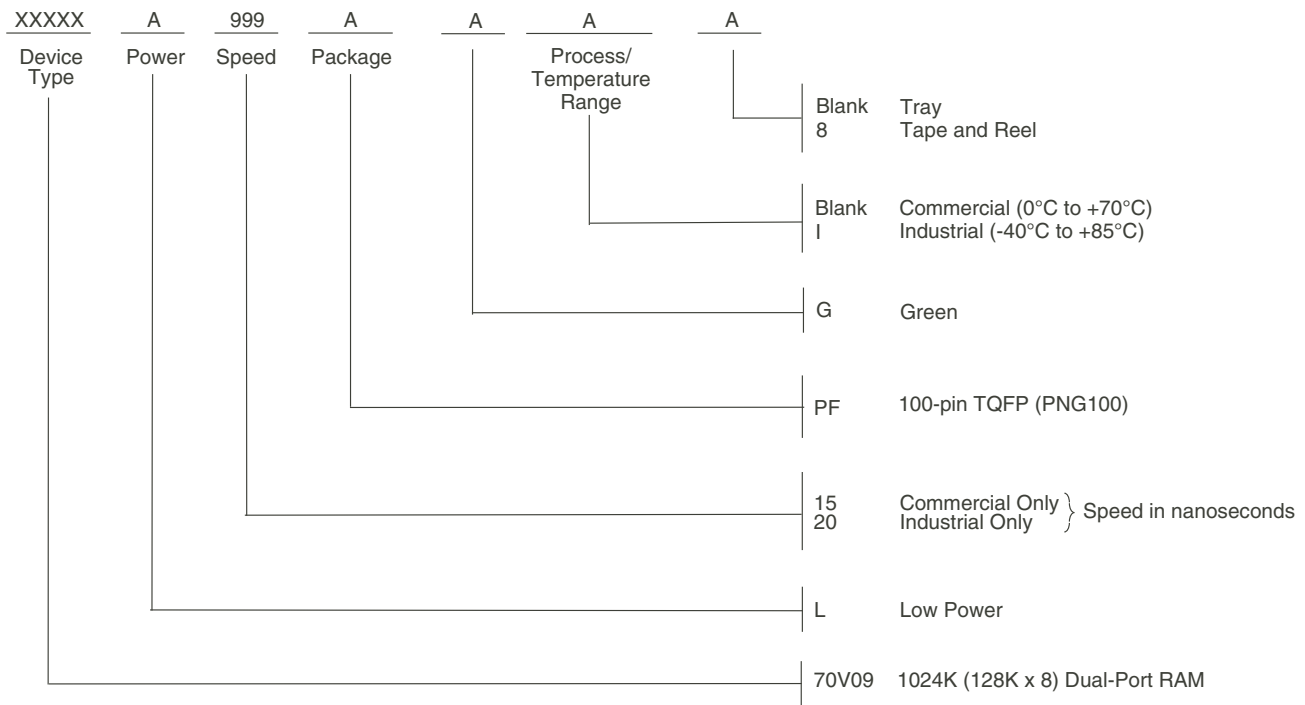 XXXXX A 999 A A A A
Device Type Power Speed Package Process/ Temperature Range
Blank Tray
8 Tape and Reel
Blank Commercial (0°C to +70°C)
I Industrial (-40°C to +85°C)
G Green
PF 100-pin TQFP (PNG100)
15 Commercial Only
20 Industrial Only
Speed in nanoseconds
L Low Power
70V09 1024K (128K x 8) Dual-Port RAM